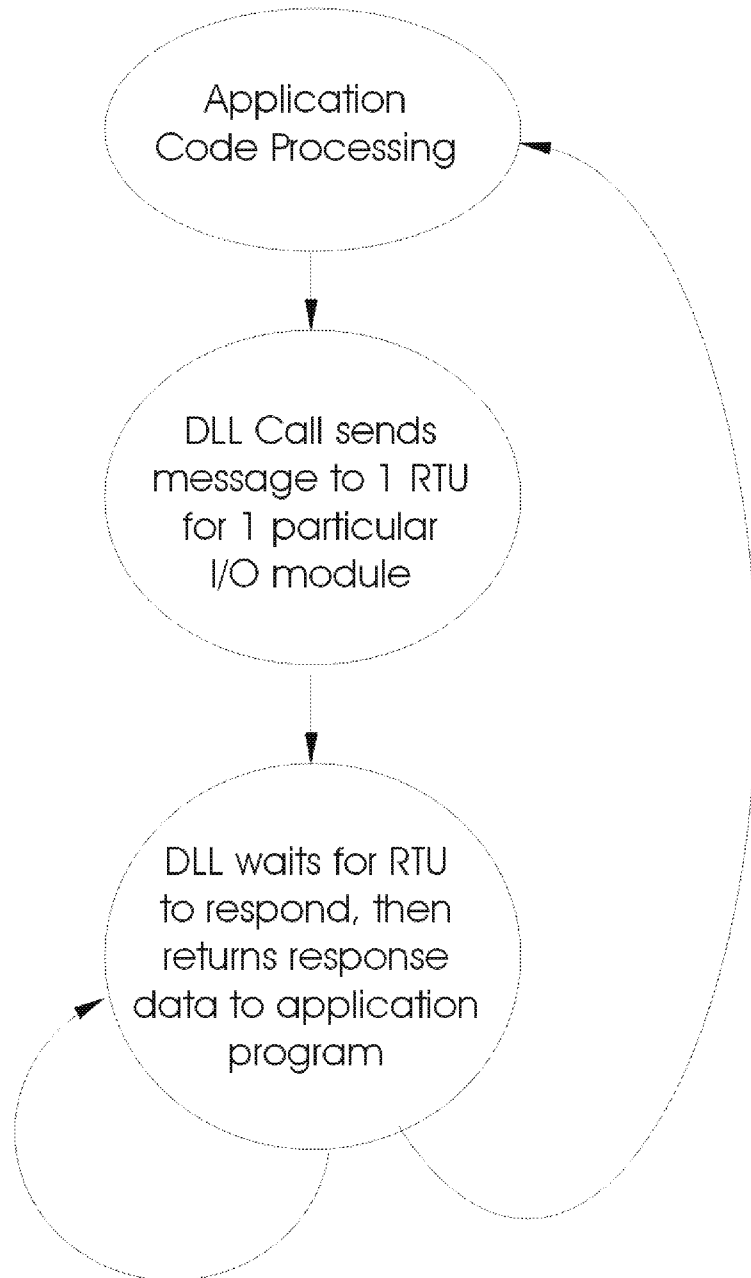 Application
Code Processing
DLL Call sends
message to 1 RTU
for 1 particular
I/O module
DLL waits for RTU
to respond, then
returns response
data to application
program